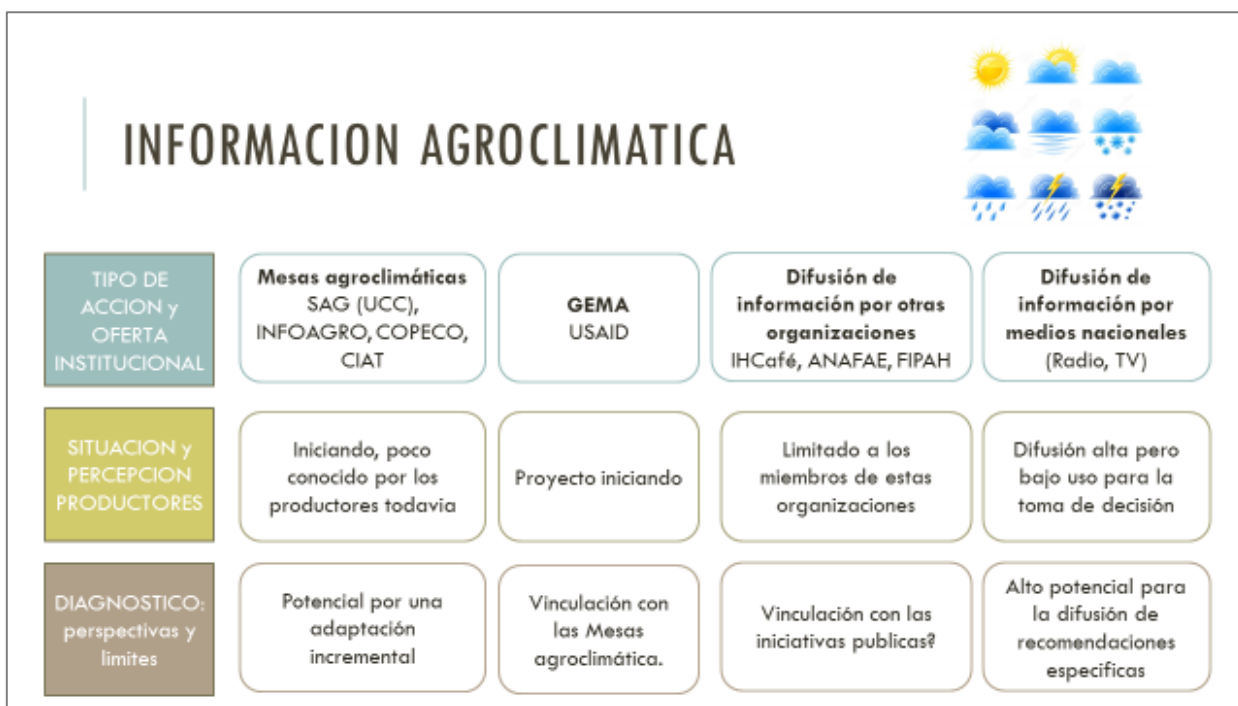 INFORMACION AGROCLIMATICA
TIPO DE
ACCION y
OFERTA
INSTITUCIONAL
Mesas agroclimáticas
SAG (UCC),
INFOAGRO, COPECO,
CIAT
GEMA
USAID
Difusión de
información por otras
organizaciones
IHCafé, ANAFAE, FIPAH
Difusión de
información por
medios nacionales
(Radio, TV)
SITUACION y
PERCEPCION
PRODUCTORES
Iniciando, poco
conocido por los
productores todavia
Proyecto iniciando
Limitado a los
miembros de estas
organizaciones
Difusión alta pero
bajo uso para la
toma de decisión
DIAGNOSTICO:
perspectivas y
limites
Potencial por una
adaptación
incremental
Vinculación con
las Mesas
agroclimática.
Vinculación con las
iniciativas publicas?
Alto potencial para
la difusión de
recomendaciones
especificas